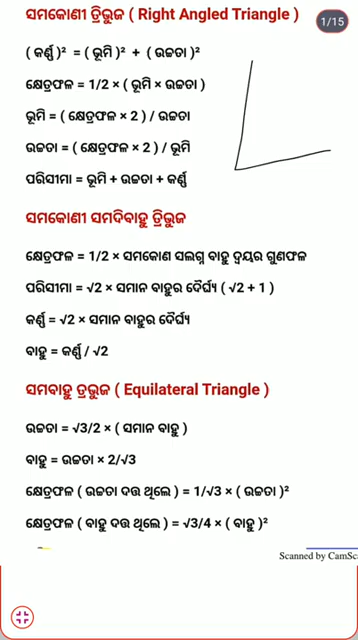 ସମକୋଣୀ ତ୍ରିଭୁଜ ( Right Angled Triangle )
1/15
( କର୍ଣ୍ଣ )² = ( ଭୂମି )² + ( ଉଚ୍ଚତା )²
କ୍ଷେତ୍ରଫଳ = 1/2 × ( ଭୂମି × ଉଚ୍ଚତା )
ଭୂମି = ( କ୍ଷେତ୍ରଫଳ × 2 ) / ଉଚ୍ଚତା
ଉଚ୍ଚତା = ( କ୍ଷେତ୍ରଫଳ × 2 ) / ଭୂମି
ପରିସୀମା = ଭୂମି + ଉଚ୍ଚତା + କର୍ଣ୍ଣ
ସମକୋଣୀ ସମଦିବାହୁ ତ୍ରିଭୁଜ
କ୍ଷେତ୍ରଫଳ = 1/2 × ସମକୋଣ ସଲଗ୍ନ ବାହୁ ଦ୍ୱୟର ଗୁଣଫଳ
ପରିସୀମା = √2 × ସମାନ ବାହୁର ଦୈର୍ଘ୍ୟ ( √2 + 1 )
କର୍ଣ୍ଣ = √2 × ସମାନ ବାହୁର ଦୈର୍ଘ୍ୟ
ବାହୁ = କର୍ଣ୍ଣ / √2
ସମବାହୁ ତ୍ରଭୁଜ ( Equilateral Triangle )
ଉଚ୍ଚତା = √3/2 × ( ସମାନ ବାହୁ )
ବାହୁ = ଉଚ୍ଚତା × 2/√3
କ୍ଷେତ୍ରଫଳ ( ଉଚ୍ଚତା ଦତ୍ତ ଥିଲେ ) = 1/√3 × ( ଉଚ୍ଚତା )²
କ୍ଷେତ୍ରଫଳ ( ବାହୁ ଦତ୍ତ ଥିଲେ ) = √3/4 × ( ବାହୁ )²
Scanned by CamSca